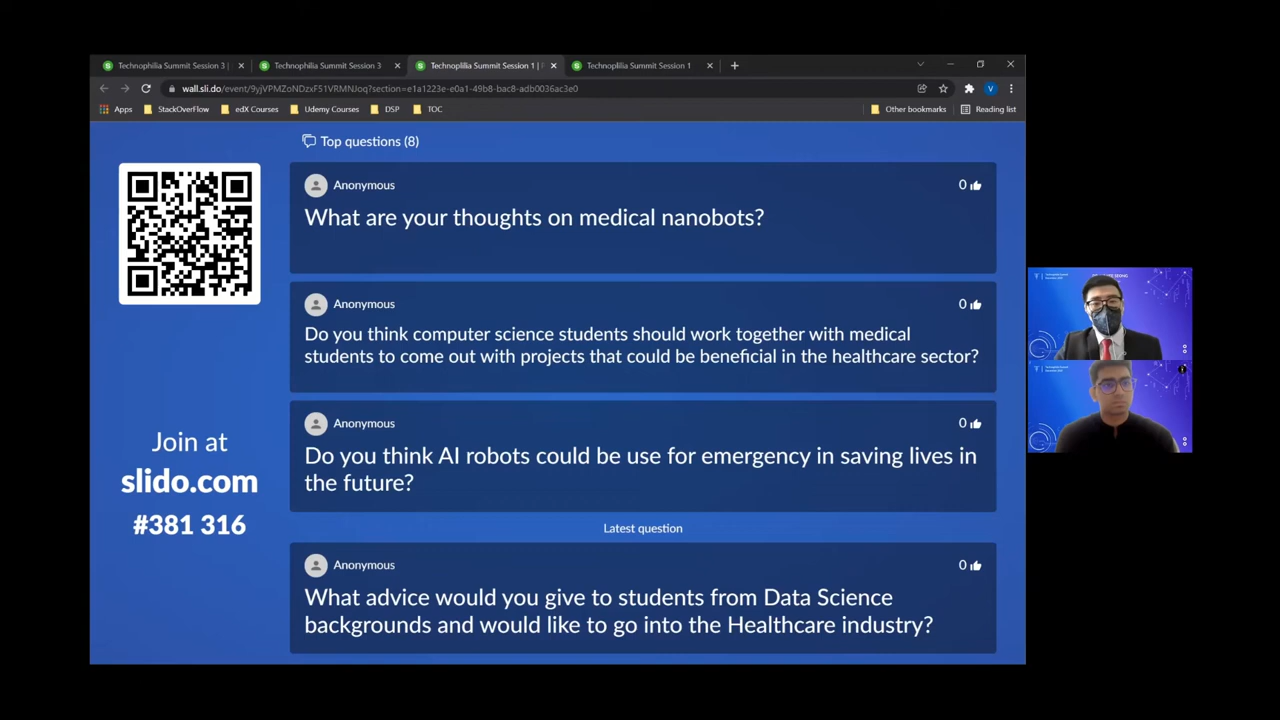 Technophilia Summit Session 3 |
Technophilia Summit Session 3
Technoplilia Summit Session 1 |
Technoplilia Summit Session 1
wall.sli.do/event/9yjVPMZoNDzxF51VRMNJoq?section=e1a1223e-e0a1-49b8-bac8-adb0036ac3e0
V
Apps
StackOverFlow
edX Courses
Udemy Courses
DSP
TOC
Other bookmarks
Reading list
Top questions (8)
Anonymous
0
What are your thoughts on medical nanobots?
Anonymous
0
Do you think computer science students should work together with medical
students to come out with projects that could be beneficial in the healthcare sector?
Anonymous
0
Do you think AI robots could be use for emergency in saving lives in
the future?
Latest question
Anonymous
0
What advice would you give to students from Data Science
backgrounds and would like to go into the Healthcare industry?
Join at
slido.com
#381 316